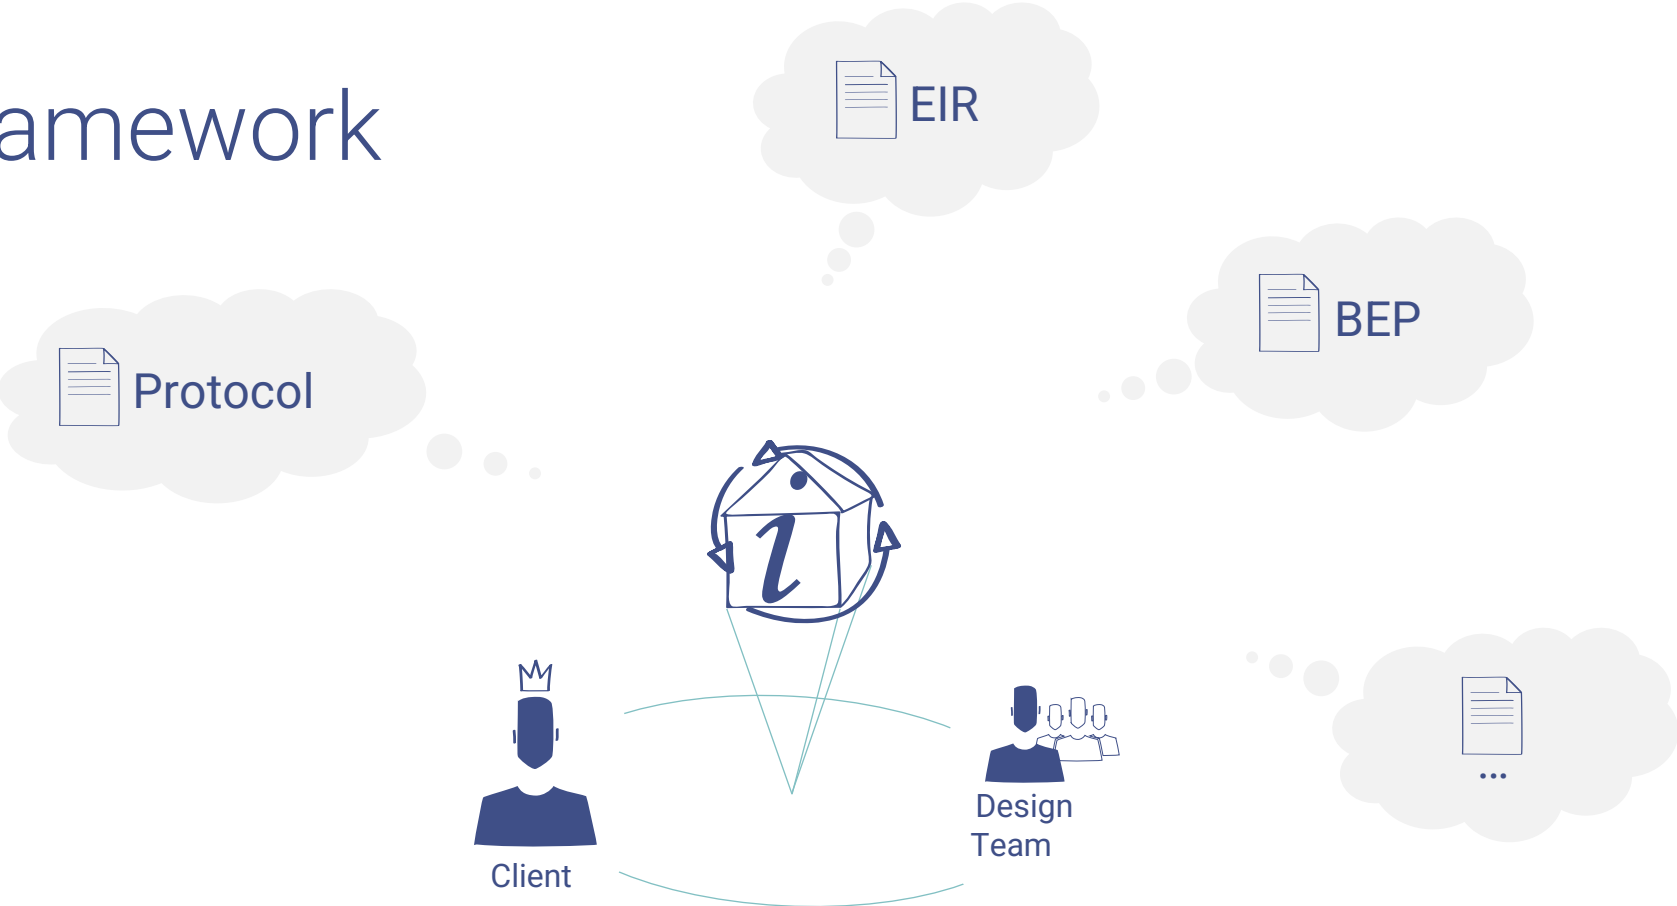 amework
EIR
BEP
Protocol
i
Design
Team
Client
...